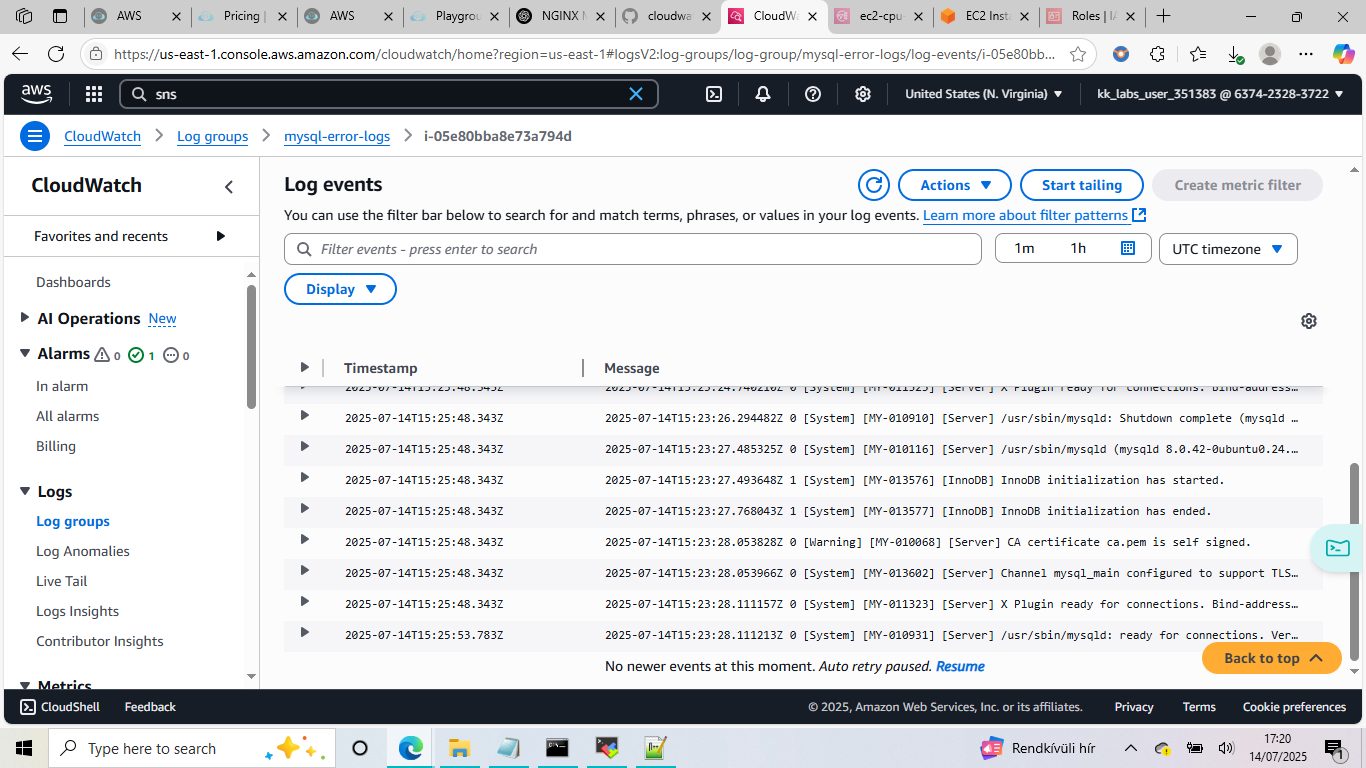 AWS
Pricing |
AWS
Playgrou
NGINX M
cloudwa
CloudWa
ec2-cpu-
EC2 Inst
Roles | IA
https://us-east-1.console.aws.amazon.com/cloudwatch/home?region=us-east-1#logsV2:log-groups/log-group/mysql-error-logs/log-events/i-05e80bb...
aws
sns
United States (N. Virginia)
kk_labs_user_351383 @ 6374-2328-3722
CloudWatch
Log groups
mysql-error-logs
i-05e80bba8e73a794d
CloudWatch
Favorites and recents
Dashboards
AI Operations New
Alarms 0 1 0
In alarm
All alarms
Billing
Logs
Log groups
Log Anomalies
Live Tail
Logs Insights
Contributor Insights
Metrics
Log events
Actions
Start tailing
Create metric filter
You can use the filter bar below to search for and match terms, phrases, or values in your log events. Learn more about filter patterns
Filter events - press enter to search
1m
1h
UTC timezone
Display
Timestamp
Message
2025-07-14T15:25:48.343Z 2025-07-14T15:23:24.740210Z 0 [System] [MY-011323] [Server] X Plugin ready for connections. Bind-address...
2025-07-14T15:25:48.343Z 2025-07-14T15:23:26.294482Z 0 [System] [MY-010910] [Server] /usr/sbin/mysqld: Shutdown complete (mysqld ...
2025-07-14T15:25:48.343Z 2025-07-14T15:23:27.485325Z 0 [System] [MY-010116] [Server] /usr/sbin/mysqld (mysqld 8.0.42-0ubuntu0.24....
2025-07-14T15:25:48.343Z 2025-07-14T15:23:27.493648Z 1 [System] [MY-013576] [InnoDB] InnoDB initialization has started.
2025-07-14T15:25:48.343Z 2025-07-14T15:23:27.768043Z 1 [System] [MY-013577] [InnoDB] InnoDB initialization has ended.
2025-07-14T15:25:48.343Z 2025-07-14T15:23:28.053828Z 0 [Warning] [MY-010068] [Server] CA certificate ca.pem is self signed.
2025-07-14T15:25:48.343Z 2025-07-14T15:23:28.053966Z 0 [System] [MY-013602] [Server] Channel mysql_main configured to support TLS...
2025-07-14T15:25:48.343Z 2025-07-14T15:23:28.111157Z 0 [System] [MY-011323] [Server] X Plugin ready for connections. Bind-address...
2025-07-14T15:25:53.783Z 2025-07-14T15:23:28.111213Z 0 [System] [MY-010931] [Server] /usr/sbin/mysqld: ready for connections. Ver...
No newer events at this moment. Auto retry paused. Resume
Back to top
CloudShell
Feedback
© 2025, Amazon Web Services, Inc. or its affiliates.
Privacy
Terms
Cookie preferences
Type here to search
Rendkívüli hír
17:20
14/07/2025
1